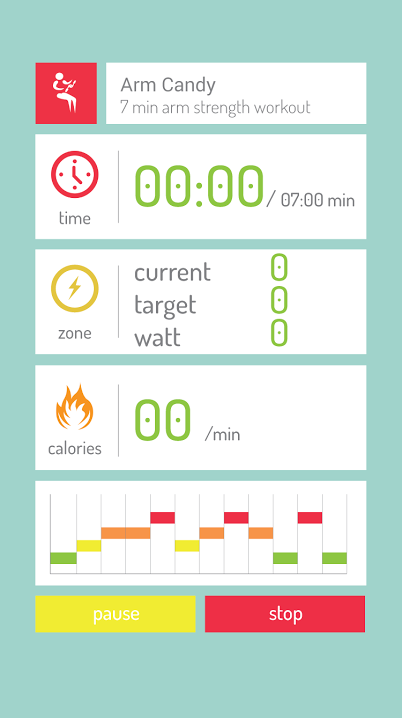 Arm Candy
7 min arm strength workout
time
00:00 / 07:00 min
zone
current 0
target 0
watt 0
calories
00 /min
pause
stop